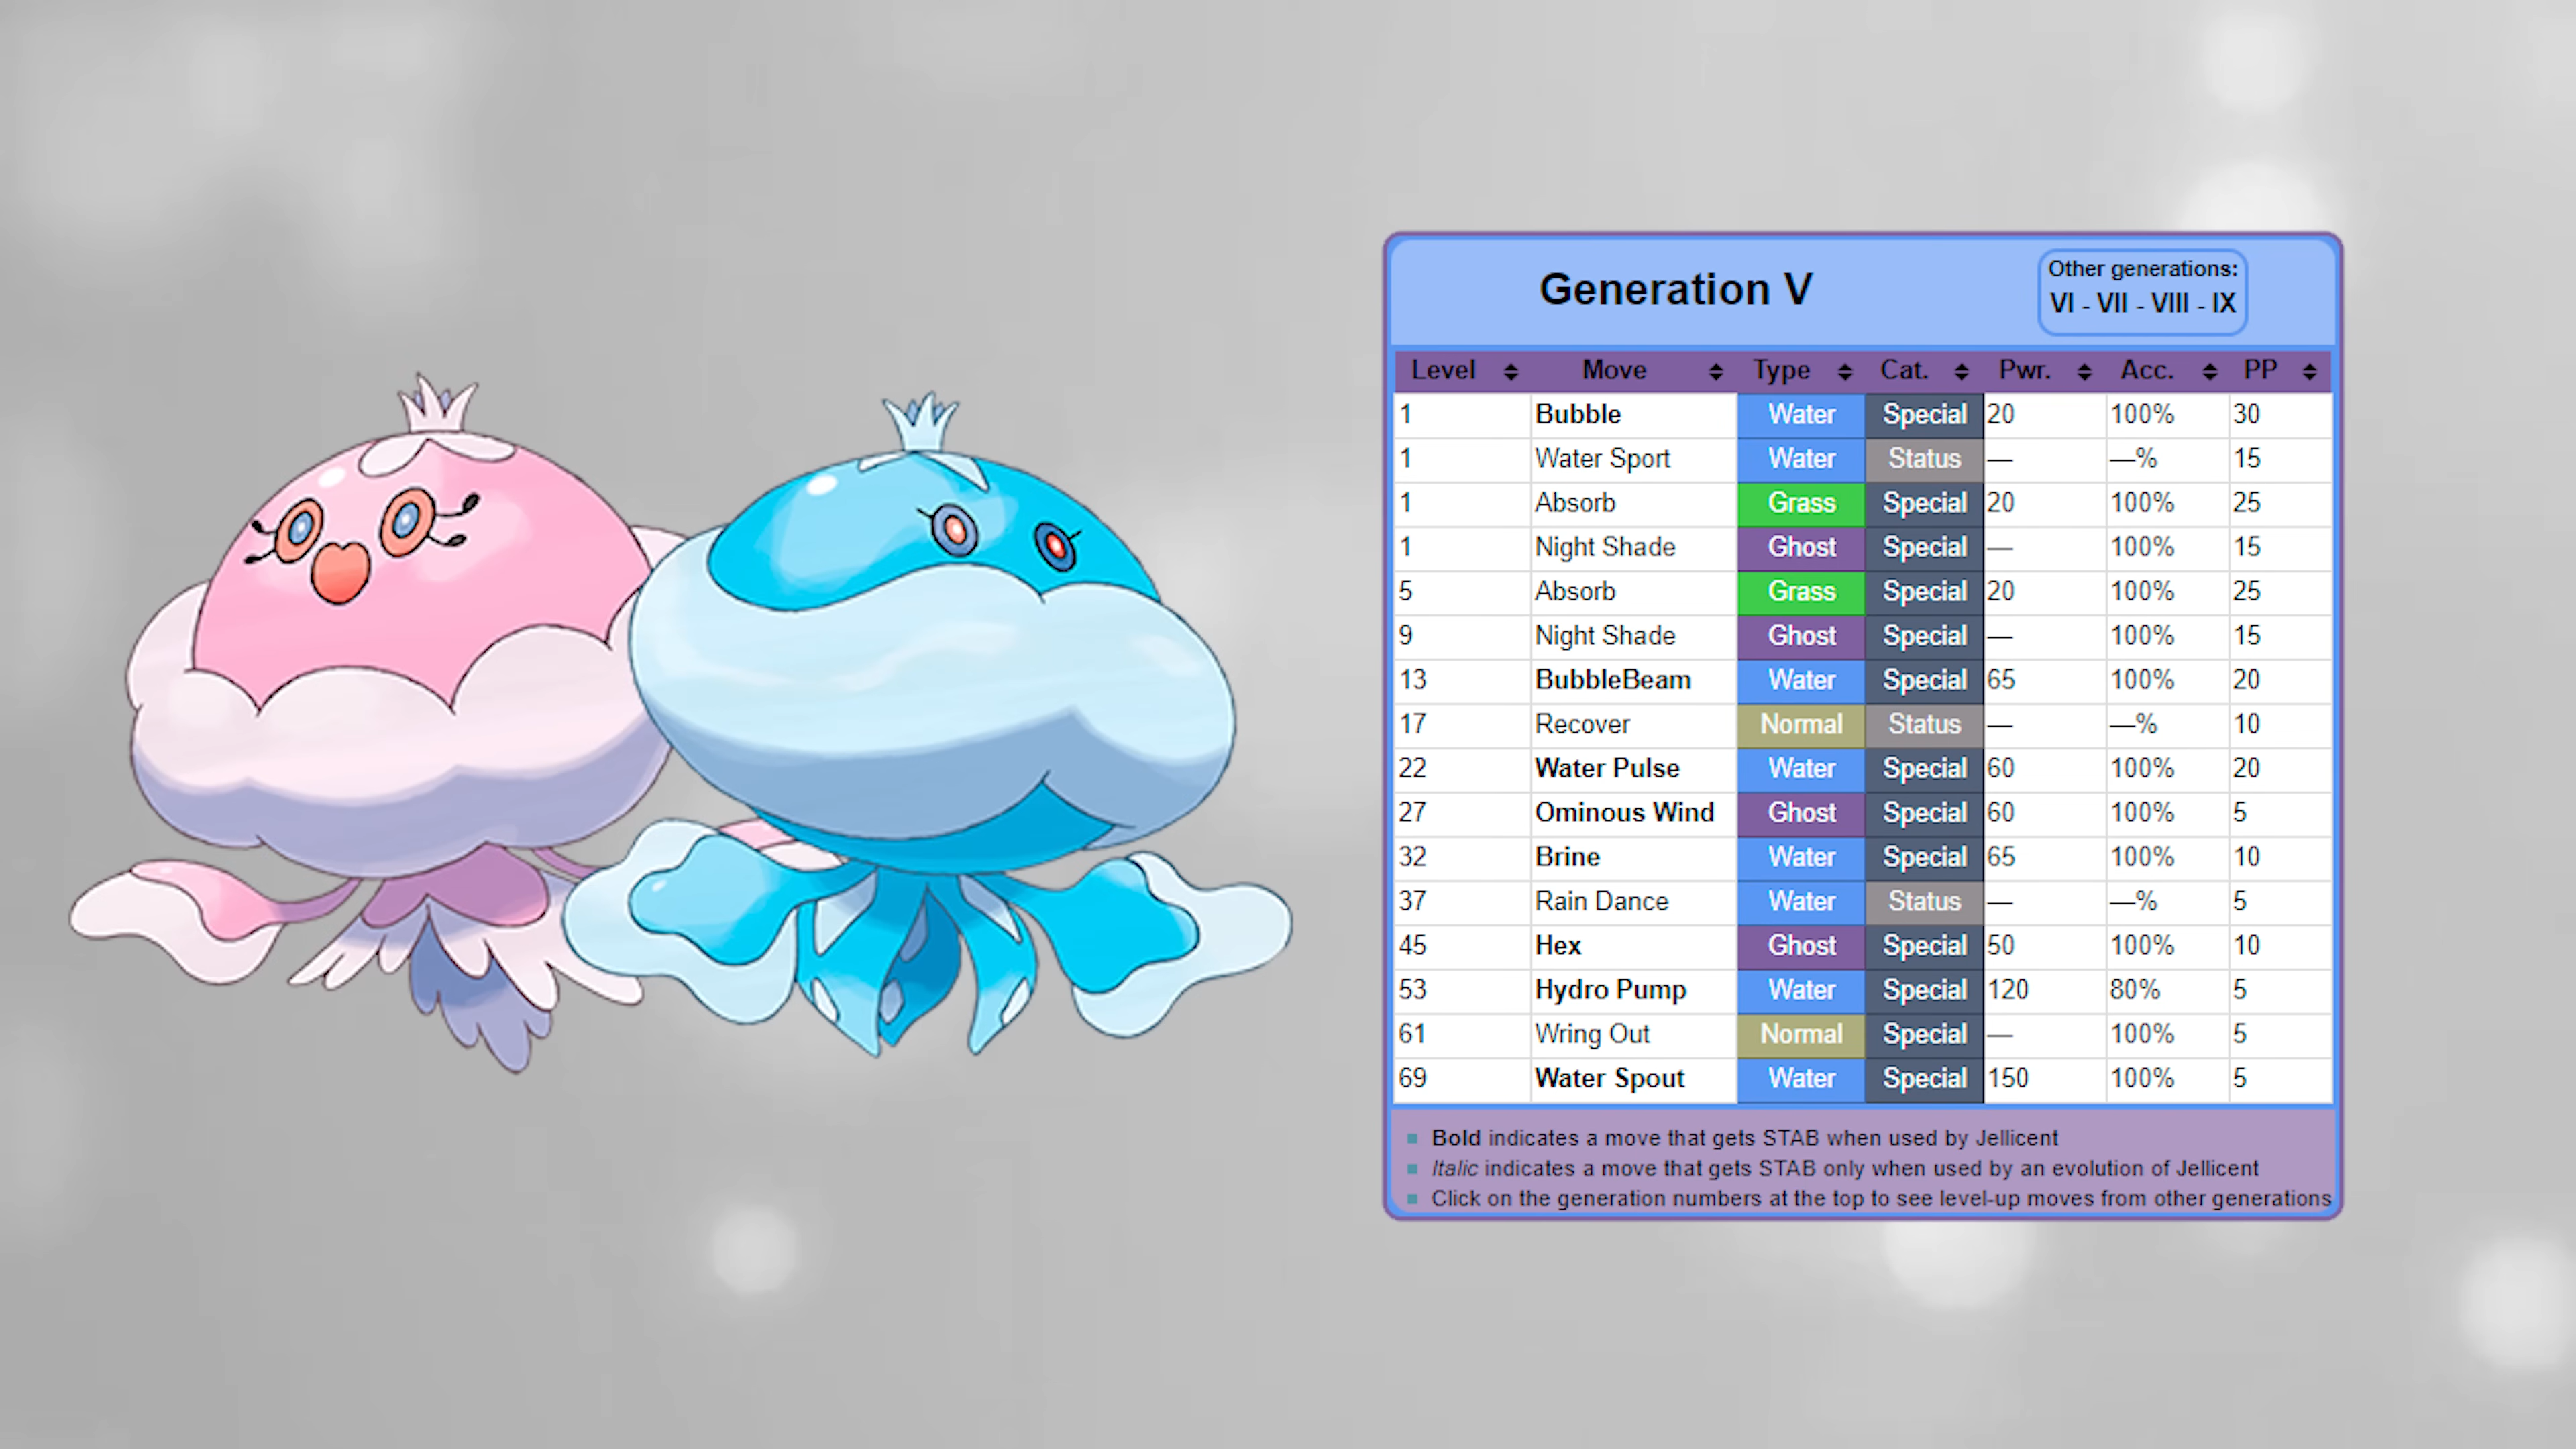 Generation V
Other generations:
VI - VII - VIII - IX
Level Move Type Cat. Pwr. Acc. PP
1 Bubble Water Special 20 100% 30
1 Water Sport Water Status — —% 15
1 Absorb Grass Special 20 100% 25
1 Night Shade Ghost Special — 100% 15
5 Absorb Grass Special 20 100% 25
9 Night Shade Ghost Special — 100% 15
13 BubbleBeam Water Special 65 100% 20
17 Recover Normal Status — —% 10
22 Water Pulse Water Special 60 100% 20
27 Ominous Wind Ghost Special 60 100% 5
32 Brine Water Special 65 100% 10
37 Rain Dance Water Status — —% 5
45 Hex Ghost Special 50 100% 10
53 Hydro Pump Water Special 120 80% 5
61 Wring Out Normal Special — 100% 5
69 Water Spout Water Special 150 100% 5
Bold indicates a move that gets STAB when used by Jellicent
Italic indicates a move that gets STAB only when used by an evolution of Jellicent
Click on the generation numbers at the top to see level-up moves from other generations